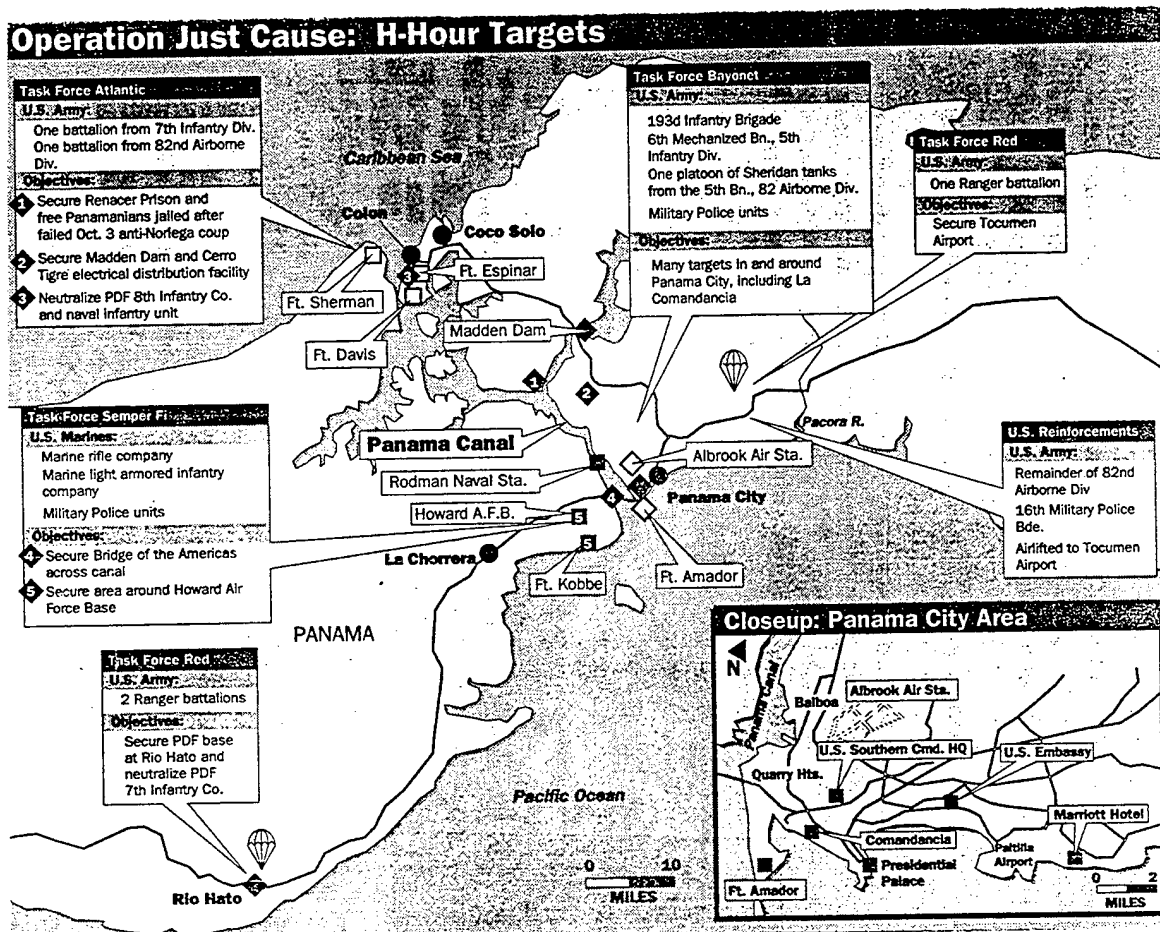 Operation Just Cause: H-Hour Targets
Task Force Atlantic
U.S. Army:
One battalion from 7th Infantry Div.
One battalion from 82nd Airborne
Div.
Objectives:
1 Secure Renacer Prison and
free Panamanians jailed after
failed Oct. 3 anti-Noriega coup
2 Secure Madden Dam and Cerro
Tigre electrical distribution facility
3 Neutralize PDF 8th Infantry Co.
and naval infantry unit
Task Force Bayonet
U.S. Army:
193d Infantry Brigade
6th Mechanized Bn., 5th
Infantry Div.
One platoon of Sheridan tanks
from the 5th Bn., 82 Airborne Div.
Military Police units
Objectives:
Many targets in and around
Panama City, including La
Comandancia
Task Force Red
U.S. Army:
One Ranger battalion
Objectives:
Secure Tocumen
Airport
Caribbean Sea
Colon
Coco Solo
3
Ft. Espinar
Ft. Sherman
Ft. Davis
Madden Dam
1
2
Task Force Semper Fi
U.S. Marines:
Marine rifle company
Marine light armored infantry
company
Military Police units
Objectives:
4 Secure Bridge of the Americas
across canal
5 Secure area around Howard Air
Force Base
Panama Canal
Rodman Naval Sta.
Howard A.F.B.
La Chorrera
4
5
5
Ft. Kobbe
Pacora R.
Albrook Air Sta.
Panama City
Ft. Amador
U.S. Reinforcements
U.S. Army:
Remainder of 82nd
Airborne Div
16th Military Police
Bde.
Airlifted to Tocumen
Airport
PANAMA
Task Force Red
U.S. Army:
2 Ranger battalions
Objectives:
Secure PDF base
at Rio Hato and
neutralize PDF
7th Infantry Co.
Rio Hato
Pacific Ocean
0 10
MILES
Closeup: Panama City Area
N
Panama Canal
Balboa
Albrook Air Sta.
U.S. Southern Cmd. HQ
U.S. Embassy
Quarry Hts.
Marriott Hotel
Comandancia
Paitilla
Airport
Presidential
Palace
Ft. Amador
0 2
MILES